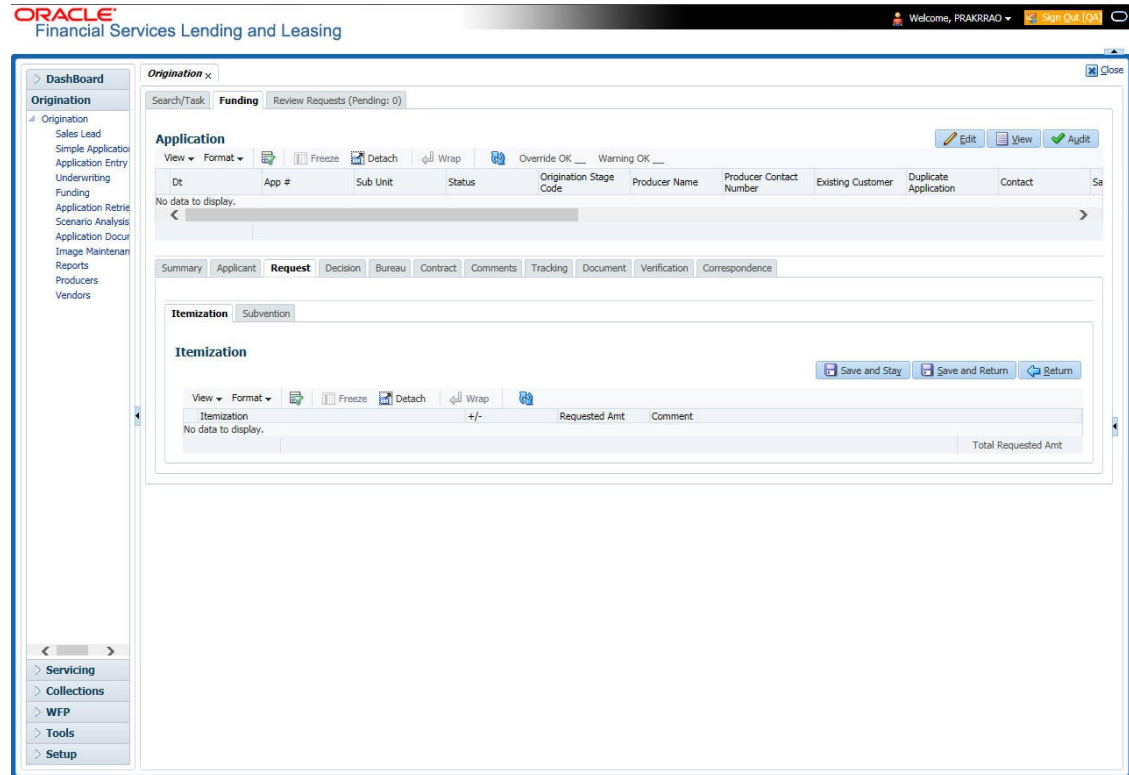 ORACLE®
Financial Services Lending and Leasing
Welcome, PRAKRRAO
Sign Out [QA]
Close
DashBoard
Origination
Origination
Sales Lead
Simple Application
Application Entry
Underwriting
Funding
Application Retrie
Scenario Analysis
Application Docum
Image Maintenan
Reports
Producers
Vendors
Servicing
Collections
WFP
Tools
Setup
Origination x
Search/Task Funding Review Requests (Pending: 0)
Application
Edit View Audit
View Format Freeze Detach Wrap Override OK __ Warning OK __
Dt App # Sub Unit Status Origination Stage Code Producer Name Producer Contact Number Existing Customer Duplicate Application Contact Sa
No data to display.
Summary Applicant Request Decision Bureau Contract Comments Tracking Document Verification Correspondence
Itemization Subvention
Itemization
Save and Stay Save and Return Return
View Format Freeze Detach Wrap
Itemization +/- Requested Amt Comment
No data to display.
Total Requested Amt